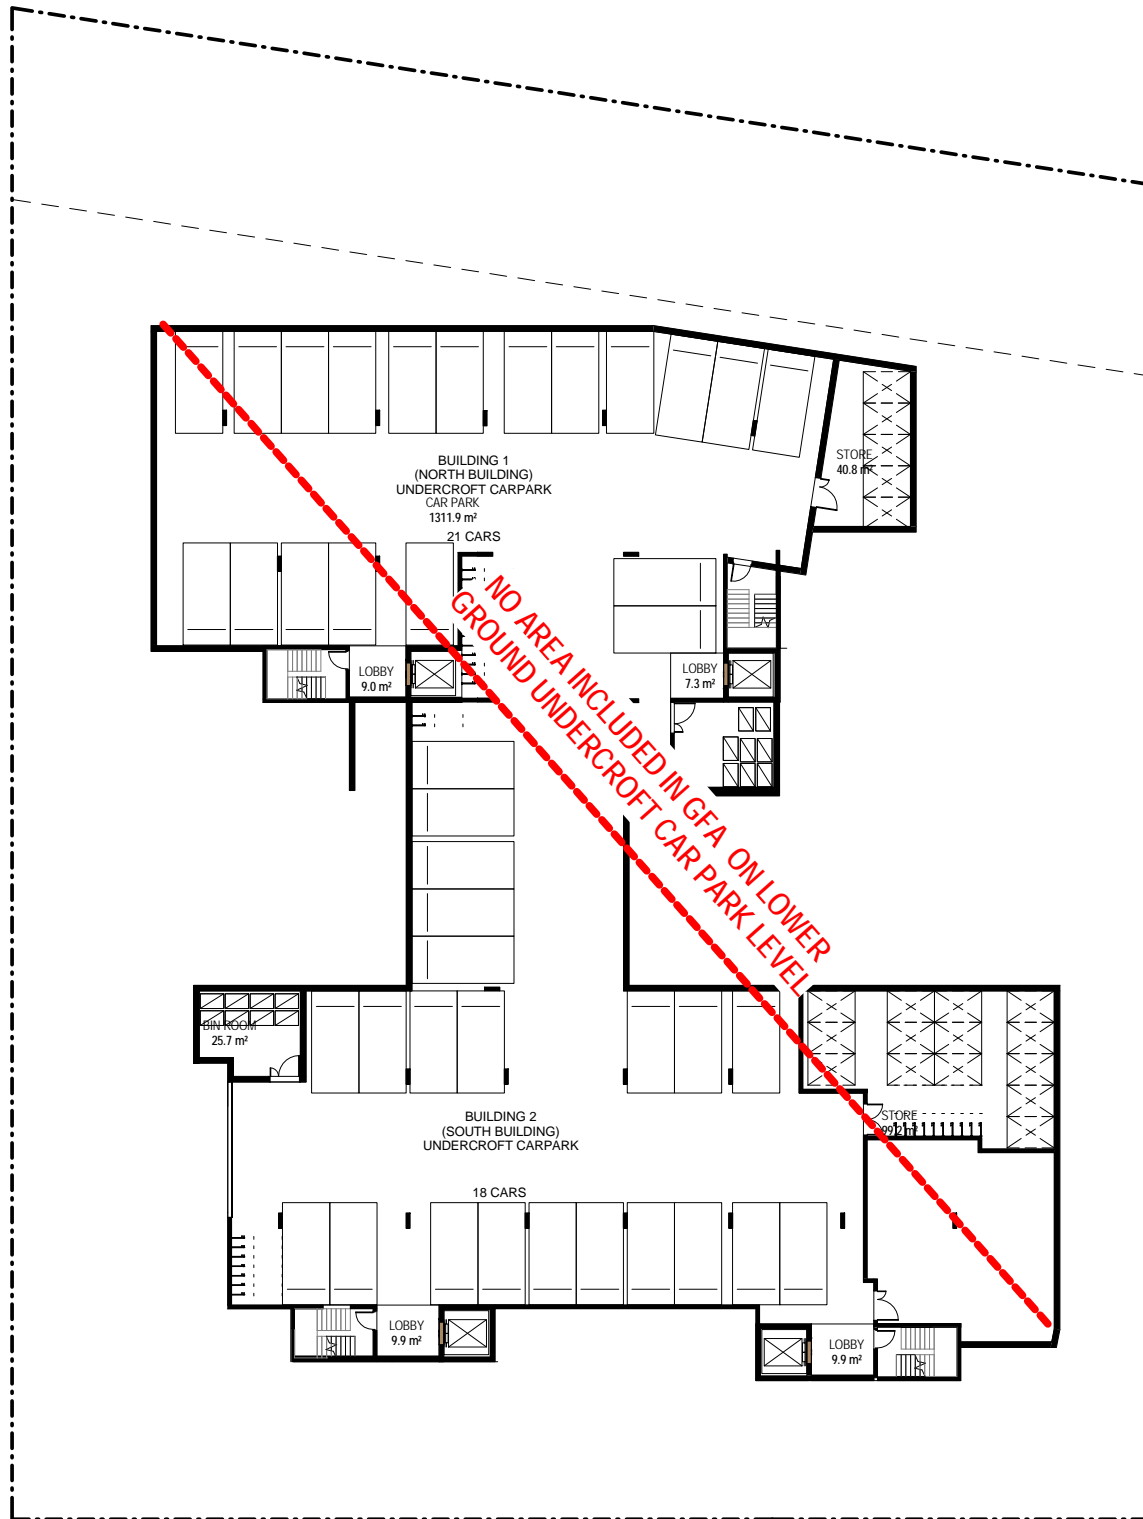 BUILDING 1
(NORTH BUILDING)
UNDERCROFT CARPARK
CAR PARK
1311.9 m²
21 CARS
STORE
40.8 m²
LOBBY
9.0 m²
LOBBY
7.3 m²
NO AREA INCLUDED IN GFA ON LOWER
GROUND UNDERCROFT CAR PARK LEVEL
BIN ROOM
25.7 m²
STORE
99.2 m²
BUILDING 2
(SOUTH BUILDING)
UNDERCROFT CARPARK
18 CARS
LOBBY
9.9 m²
LOBBY
9.9 m²